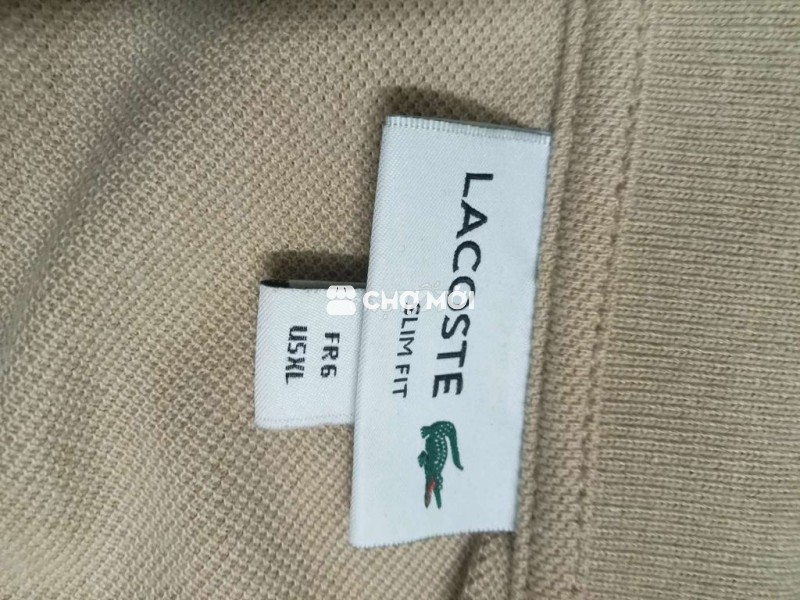 LACOSTE
SLIM FIT
FR6
USXL
CHỢ TỐT